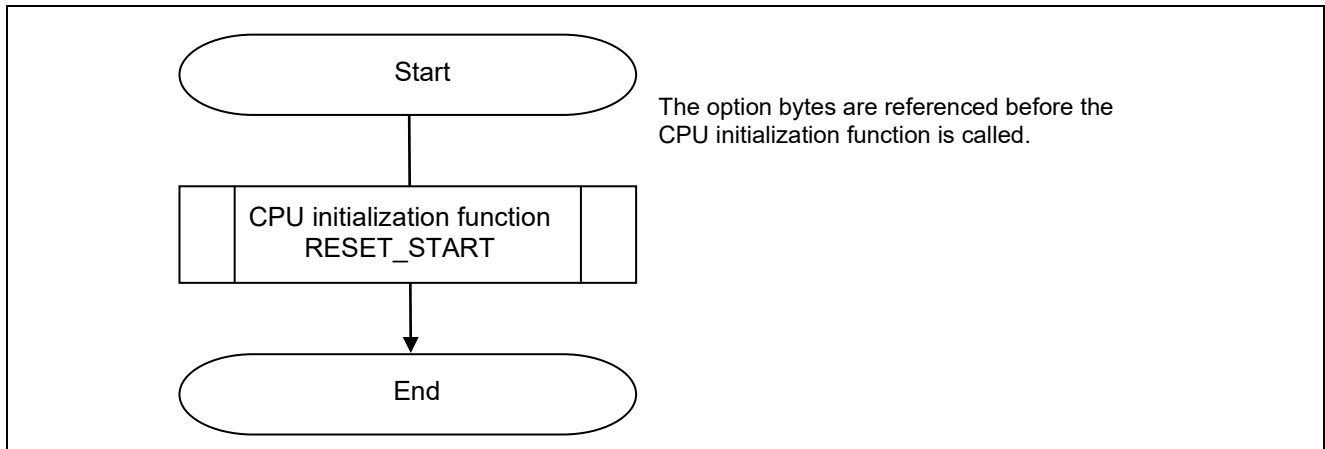 Start
The option bytes are referenced before the
CPU initialization function is called.
CPU initialization function
RESET_START
End